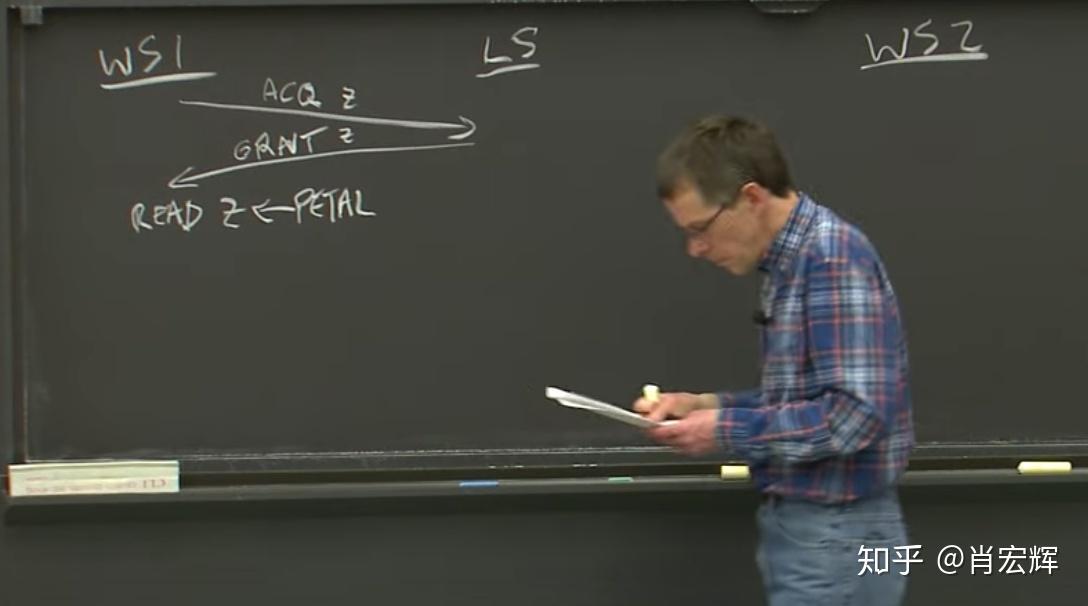 WS1
LS
WS2
ACQ Z
GRANT Z
READ Z ← PETAL
知乎 @肖宏辉